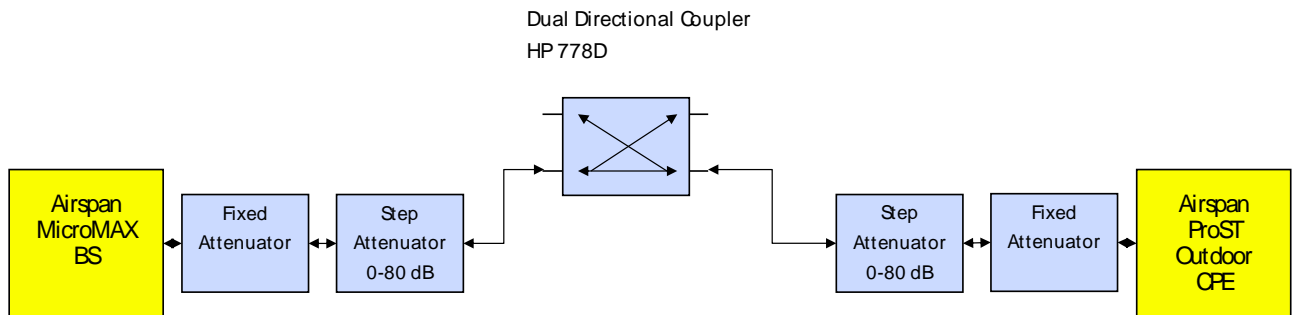 Dual Directional Coupler
HP 778D
Airspan
MicroMAX
BS
Fixed
Attenuator
Step
Attenuator
0-80 dB
Step
Attenuator
0-80 dB
Fixed
Attenuator
Airspan
ProST
Outdoor
CPE